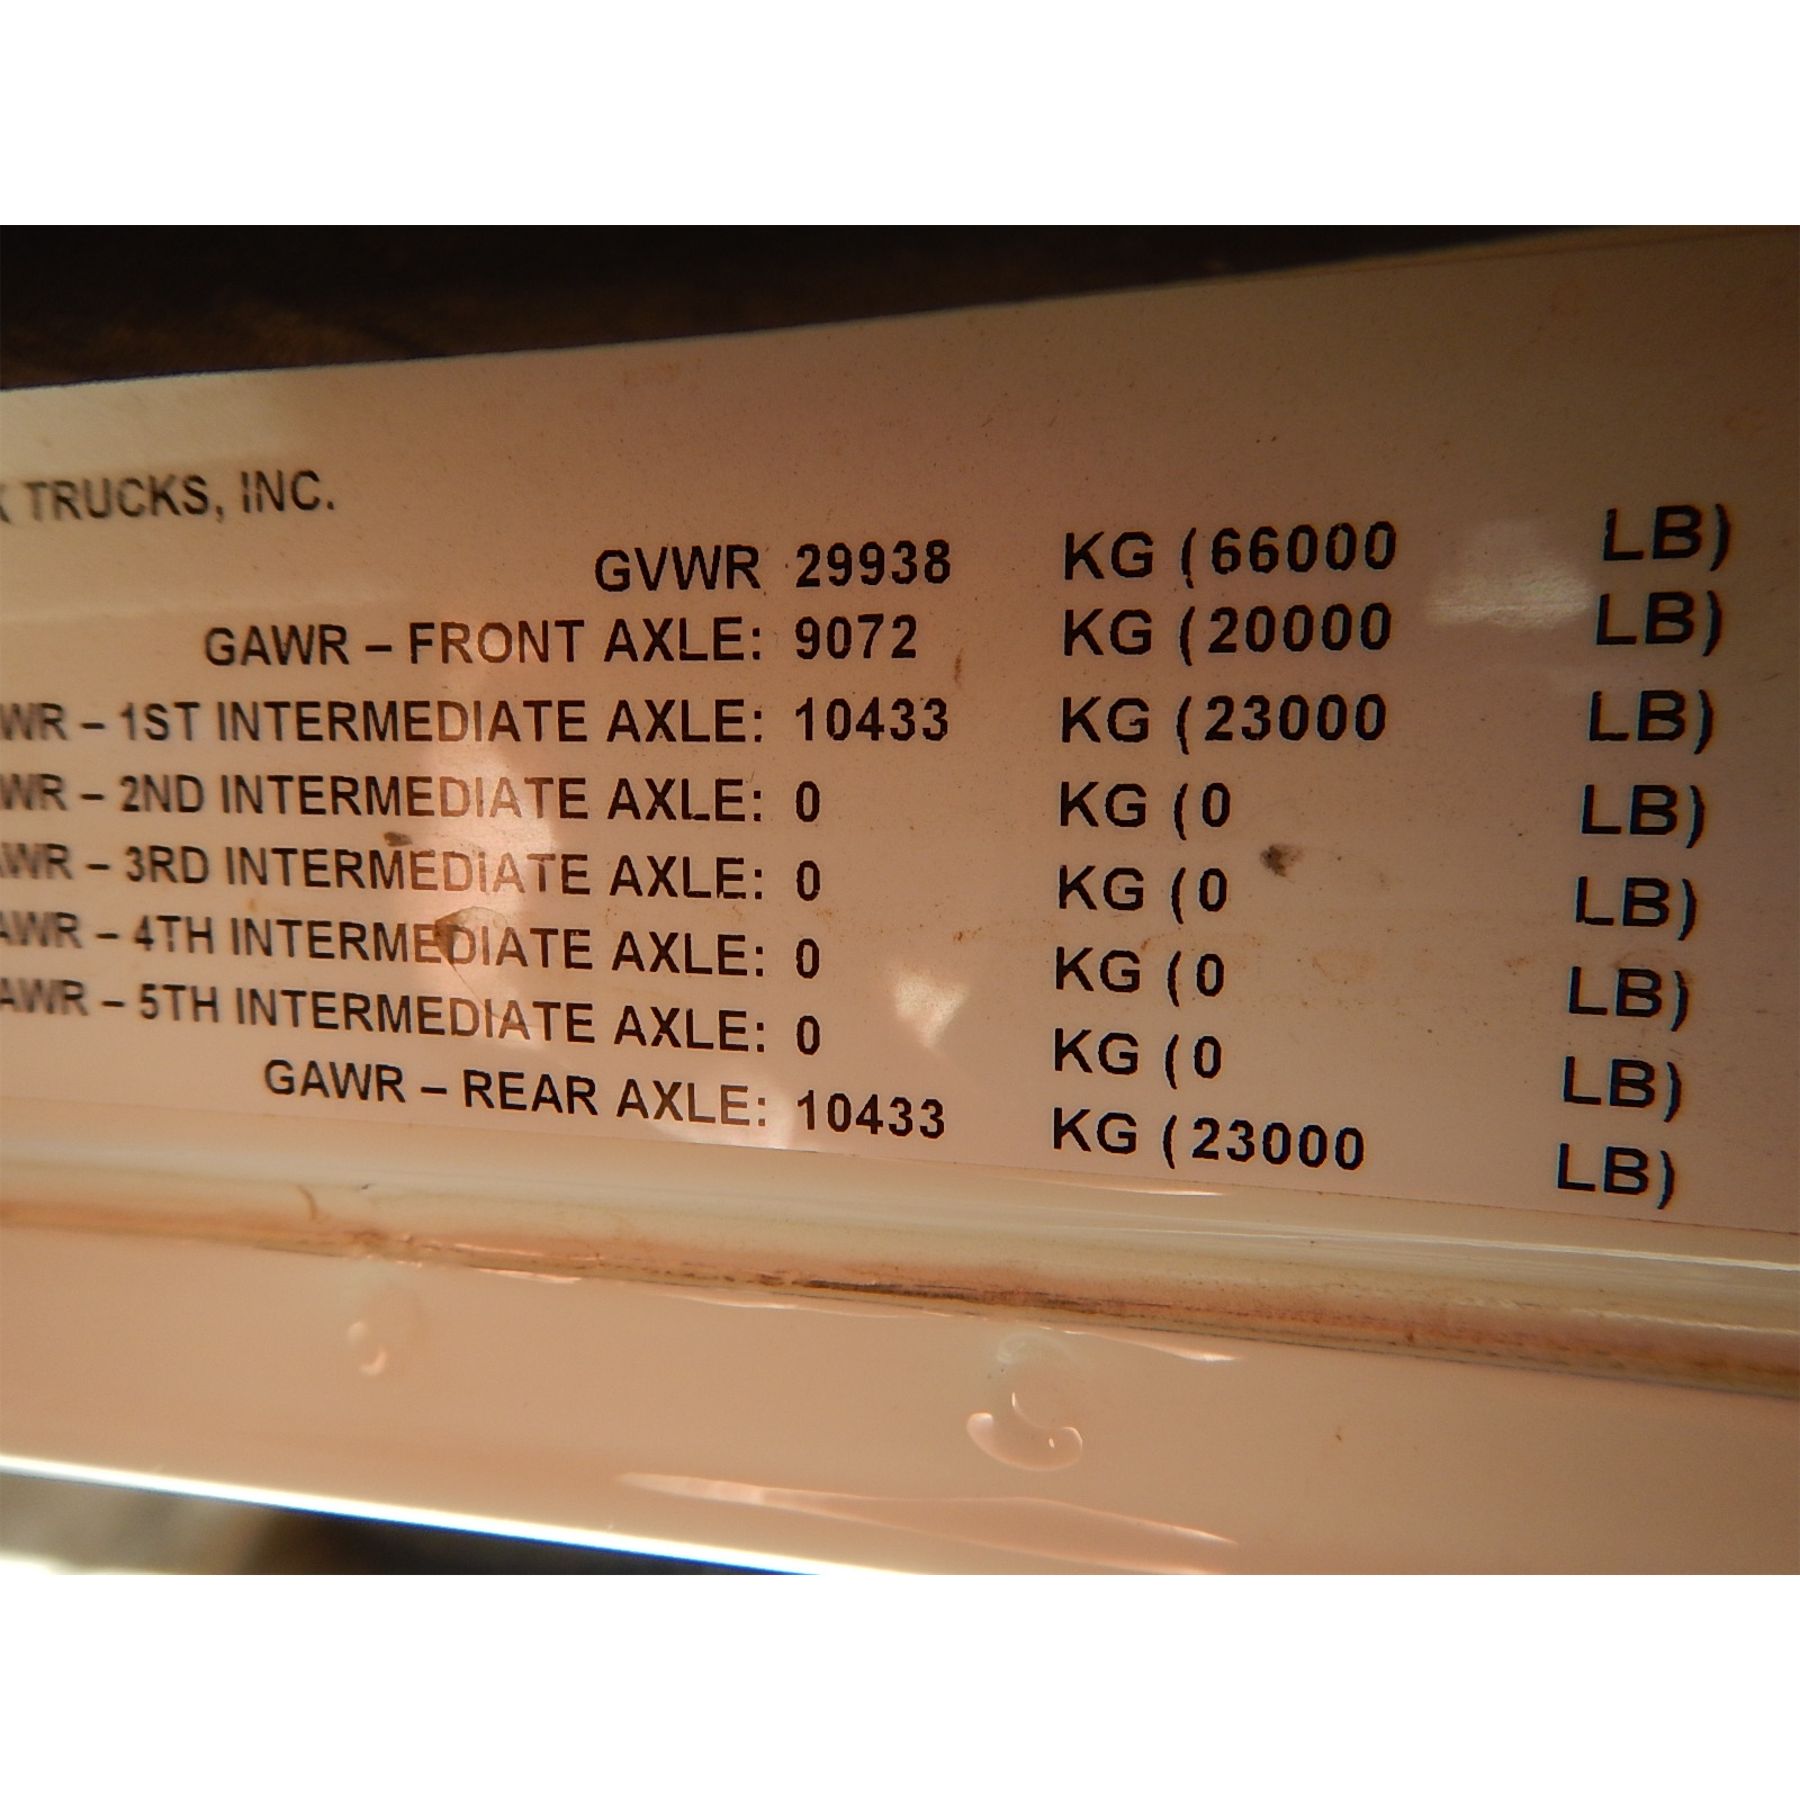 TRUCKS, INC.
GVWR 29938 KG (66000 LB)
GAWR – FRONT AXLE: 9072 KG (20000 LB)
WR – 1ST INTERMEDIATE AXLE: 10433 KG (23000 LB)
WR – 2ND INTERMEDIATE AXLE: 0 KG (0 LB)
AWR – 3RD INTERMEDIATE AXLE: 0 KG (0 LB)
AWR – 4TH INTERMEDIATE AXLE: 0 KG (0 LB)
AWR – 5TH INTERMEDIATE AXLE: 0 KG (0 LB)
GAWR – REAR AXLE: 10433 KG (23000 LB)